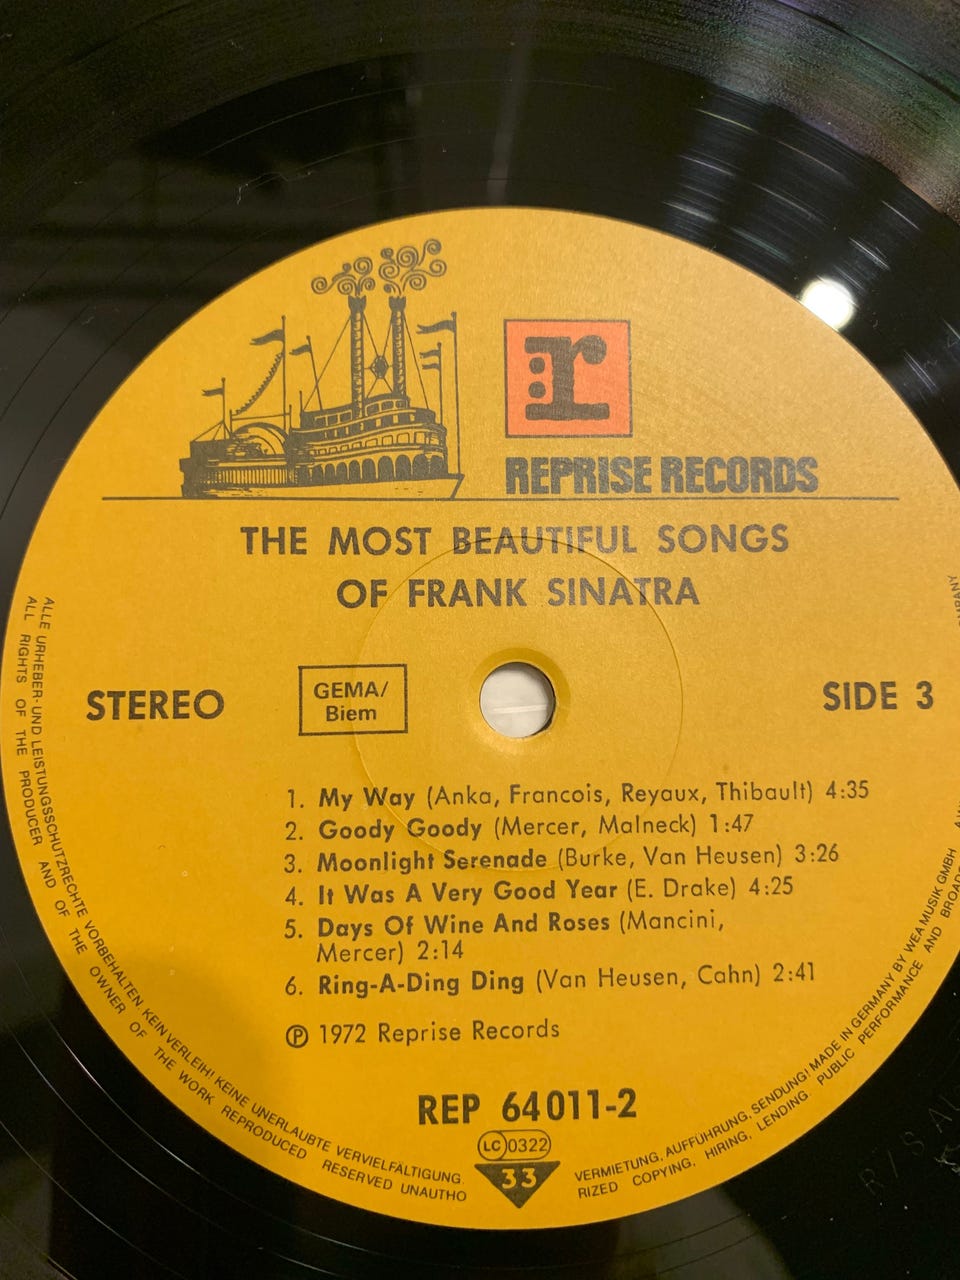 r
REPRISE RECORDS
THE MOST BEAUTIFUL SONGS
OF FRANK SINATRA
STEREO
GEMA/
Biem
SIDE 3
1. My Way (Anka, Francois, Reyaux, Thibault) 4:35
2. Goody Goody (Mercer, Malneck) 1:47
3. Moonlight Serenade (Burke, Van Heusen) 3:26
4. It Was A Very Good Year (E. Drake) 4:25
5. Days Of Wine And Roses (Mancini,
Mercer) 2:14
6. Ring-A-Ding Ding (Van Heusen, Cahn) 2:41
Ⓟ 1972 Reprise Records
REP 64011-2
LC 0322
33
ALLE URHEBER- UND LEISTUNGSSCHUTZRECHTE VORBEHALTEN. KEIN VERLEIH! KEINE UNERLAUBTE VERVIELFÄLTIGUNG,
VERMIETUNG, AUFFÜHRUNG, SENDUNG! MADE IN GERMANY BY WEA MUSIK GMBH
ALL RIGHTS OF THE PRODUCER AND OF THE OWNER OF THE WORK REPRODUCED RESERVED UNAUTHO
RIZED COPYING, HIRING, LENDING, PUBLIC PERFORMANCE AND